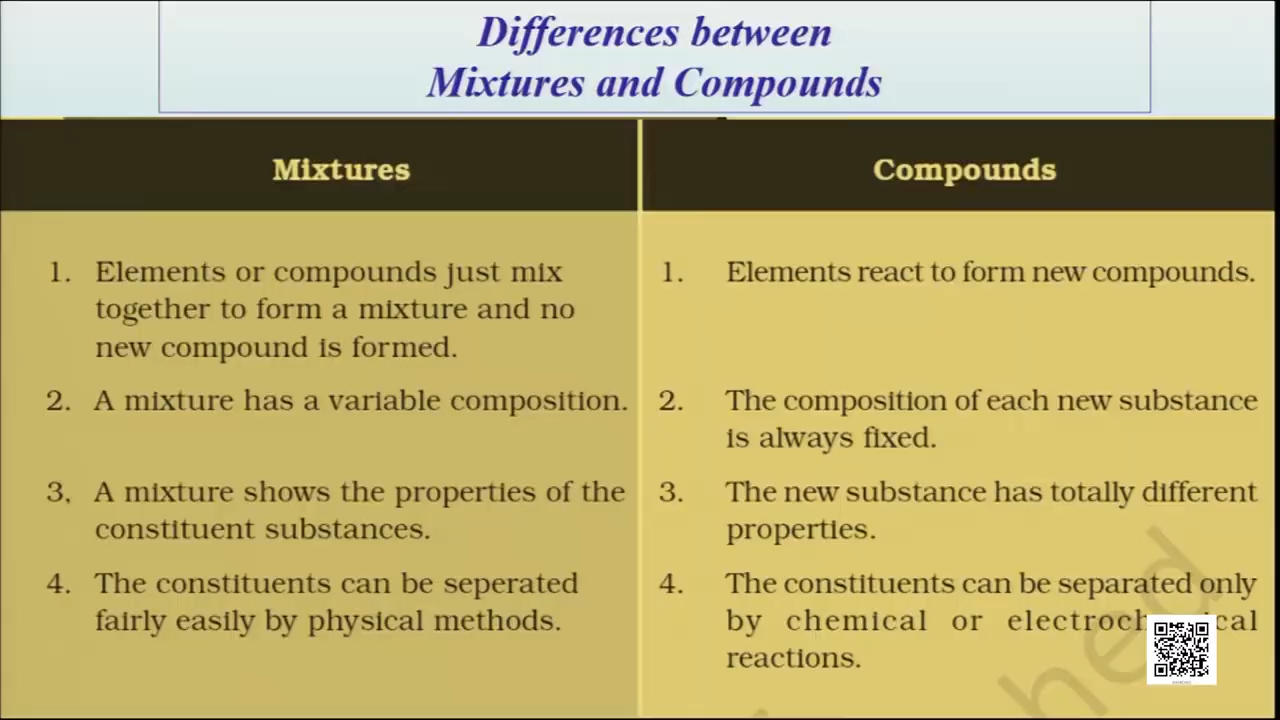 Differences between
Mixtures and Compounds
Mixtures
Compounds
1. Elements or compounds just mix
together to form a mixture and no
new compound is formed.
1. Elements react to form new compounds.
2. A mixture has a variable composition.
2. The composition of each new substance
is always fixed.
3. A mixture shows the properties of the
constituent substances.
3. The new substance has totally different
properties.
4. The constituents can be seperated
fairly easily by physical methods.
4. The constituents can be separated only
by chemical or
reactions.